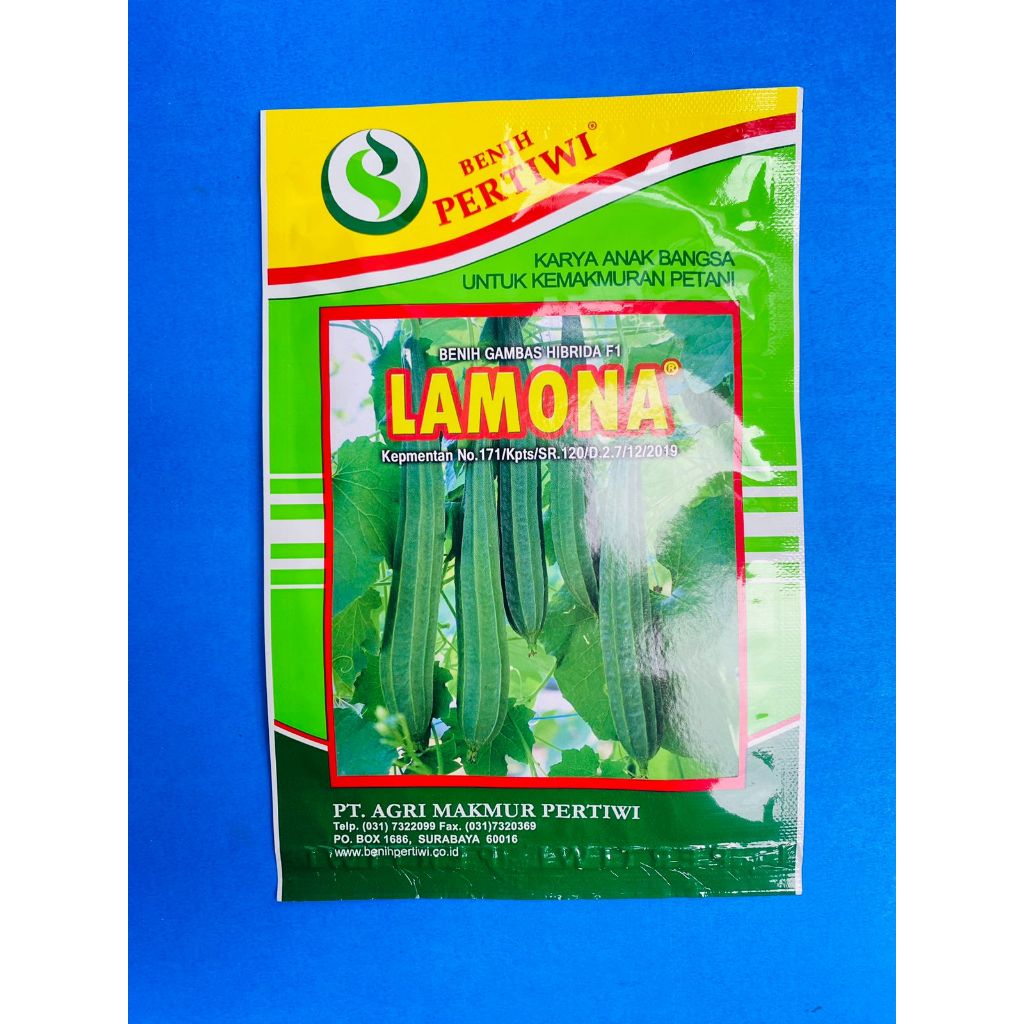 BENIH
PERTIWI®
KARYA ANAK BANGSA
UNTUK KEMAKMURAN PETANI
BENIH GAMBAS HIBRIDA F1
LAMONA®
Kepmentan No.171/Kpts/SR.120/D.2.7/12/2019
PT. AGRI MAKMUR PERTIWI
Telp. (031) 7322099 Fax. (031)7320369
PO. BOX 1686, SURABAYA 60016
www.benihpertiwi.co.id